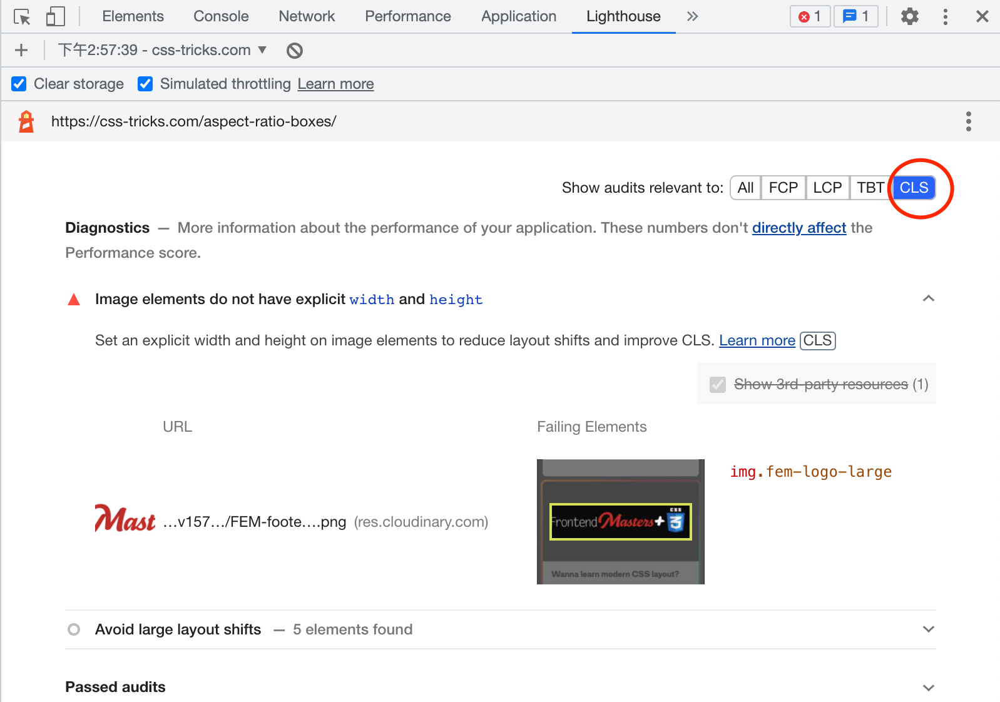 Elements Console Network Performance Application Lighthouse 1 1
下午2:57:39 - css-tricks.com
Clear storage Simulated throttling Learn more
https://css-tricks.com/aspect-ratio-boxes/
Show audits relevant to: All FCP LCP TBT CLS
Diagnostics — More information about the performance of your application. These numbers don't directly affect the
Performance score.
Image elements do not have explicit width and height
Set an explicit width and height on image elements to reduce layout shifts and improve CLS. Learn more CLS
Show 3rd-party resources (1)
URL Failing Elements
img.fem-logo-large
Mast …v157…/FEM-foote….png (res.cloudinary.com)
Frontend Masters+ CSS 3
Wanna learn modern CSS layout?
Avoid large layout shifts — 5 elements found
Passed audits